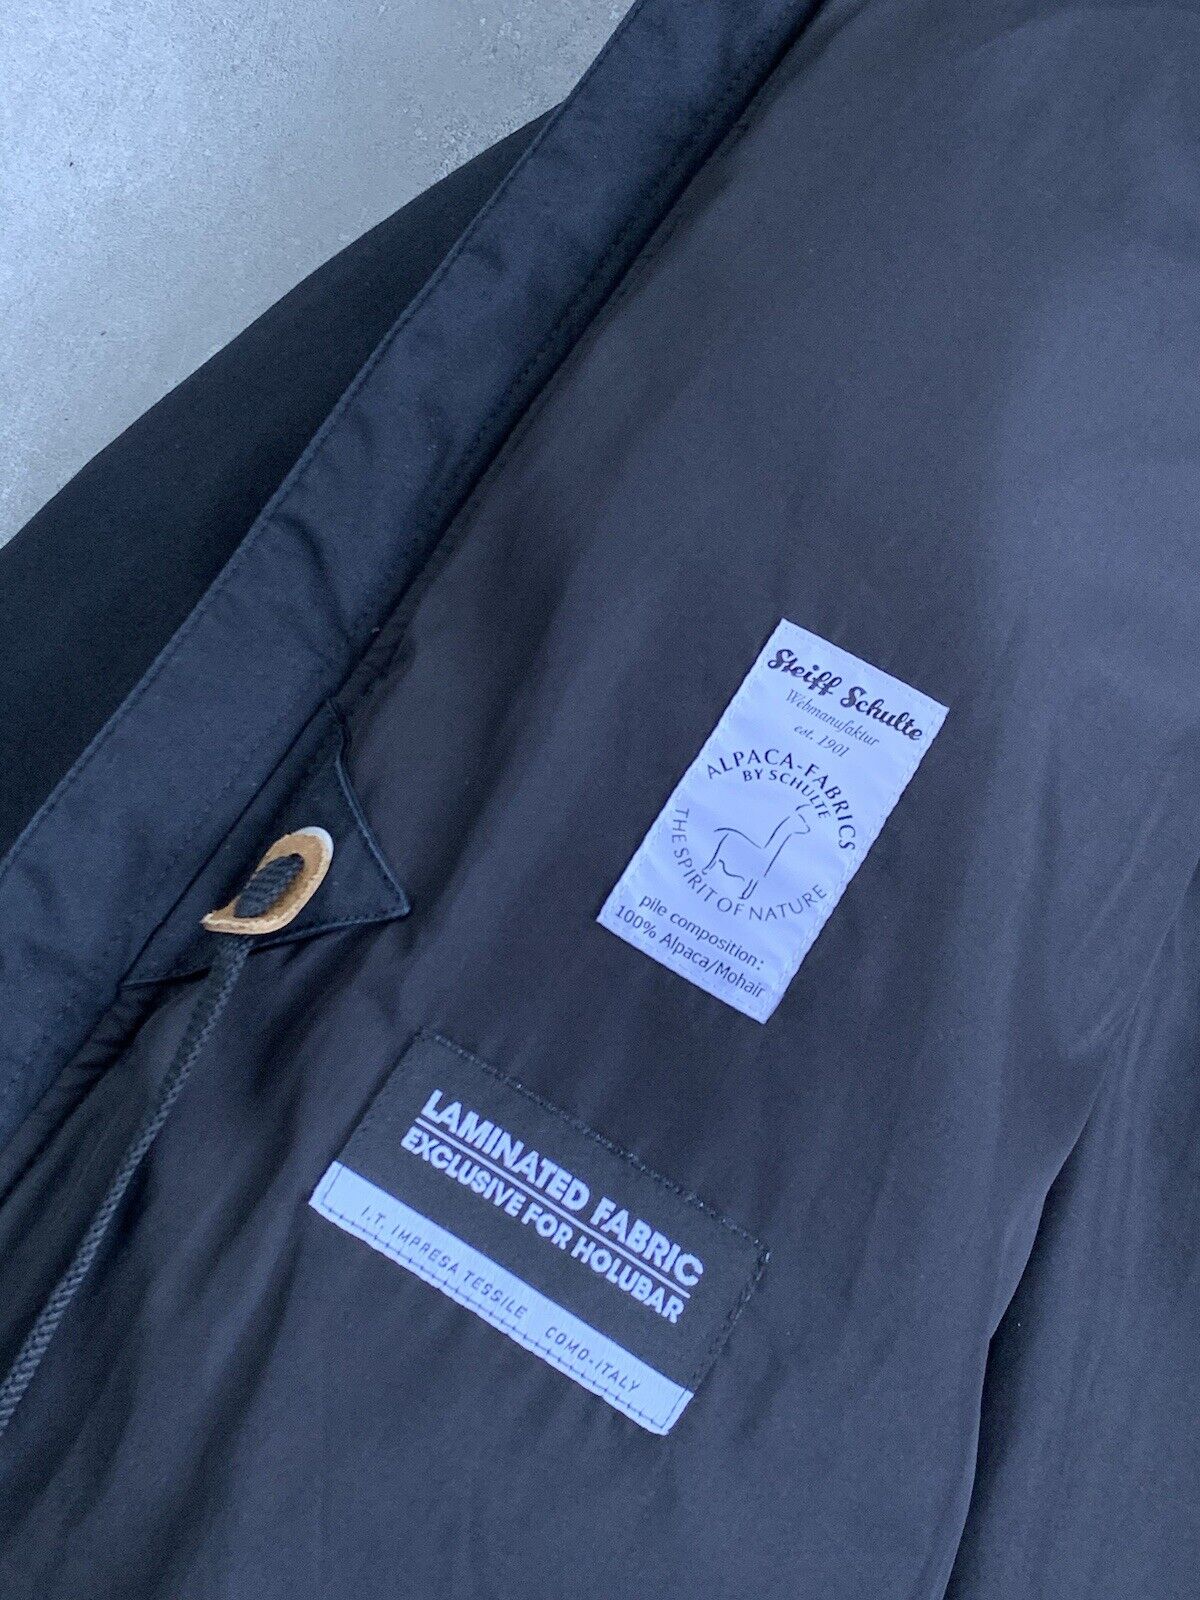 Steiff Schulte
Webmanufaktur
est. 1901
ALPACA-FABRICS
BY SCHULTE
THE SPIRIT OF NATURE
pile composition:
100% Alpaca/Mohair
LAMINATED FABRIC
EXCLUSIVE FOR HOLUBAR
I.T. IMPRESA TESSILE COMO-ITALY